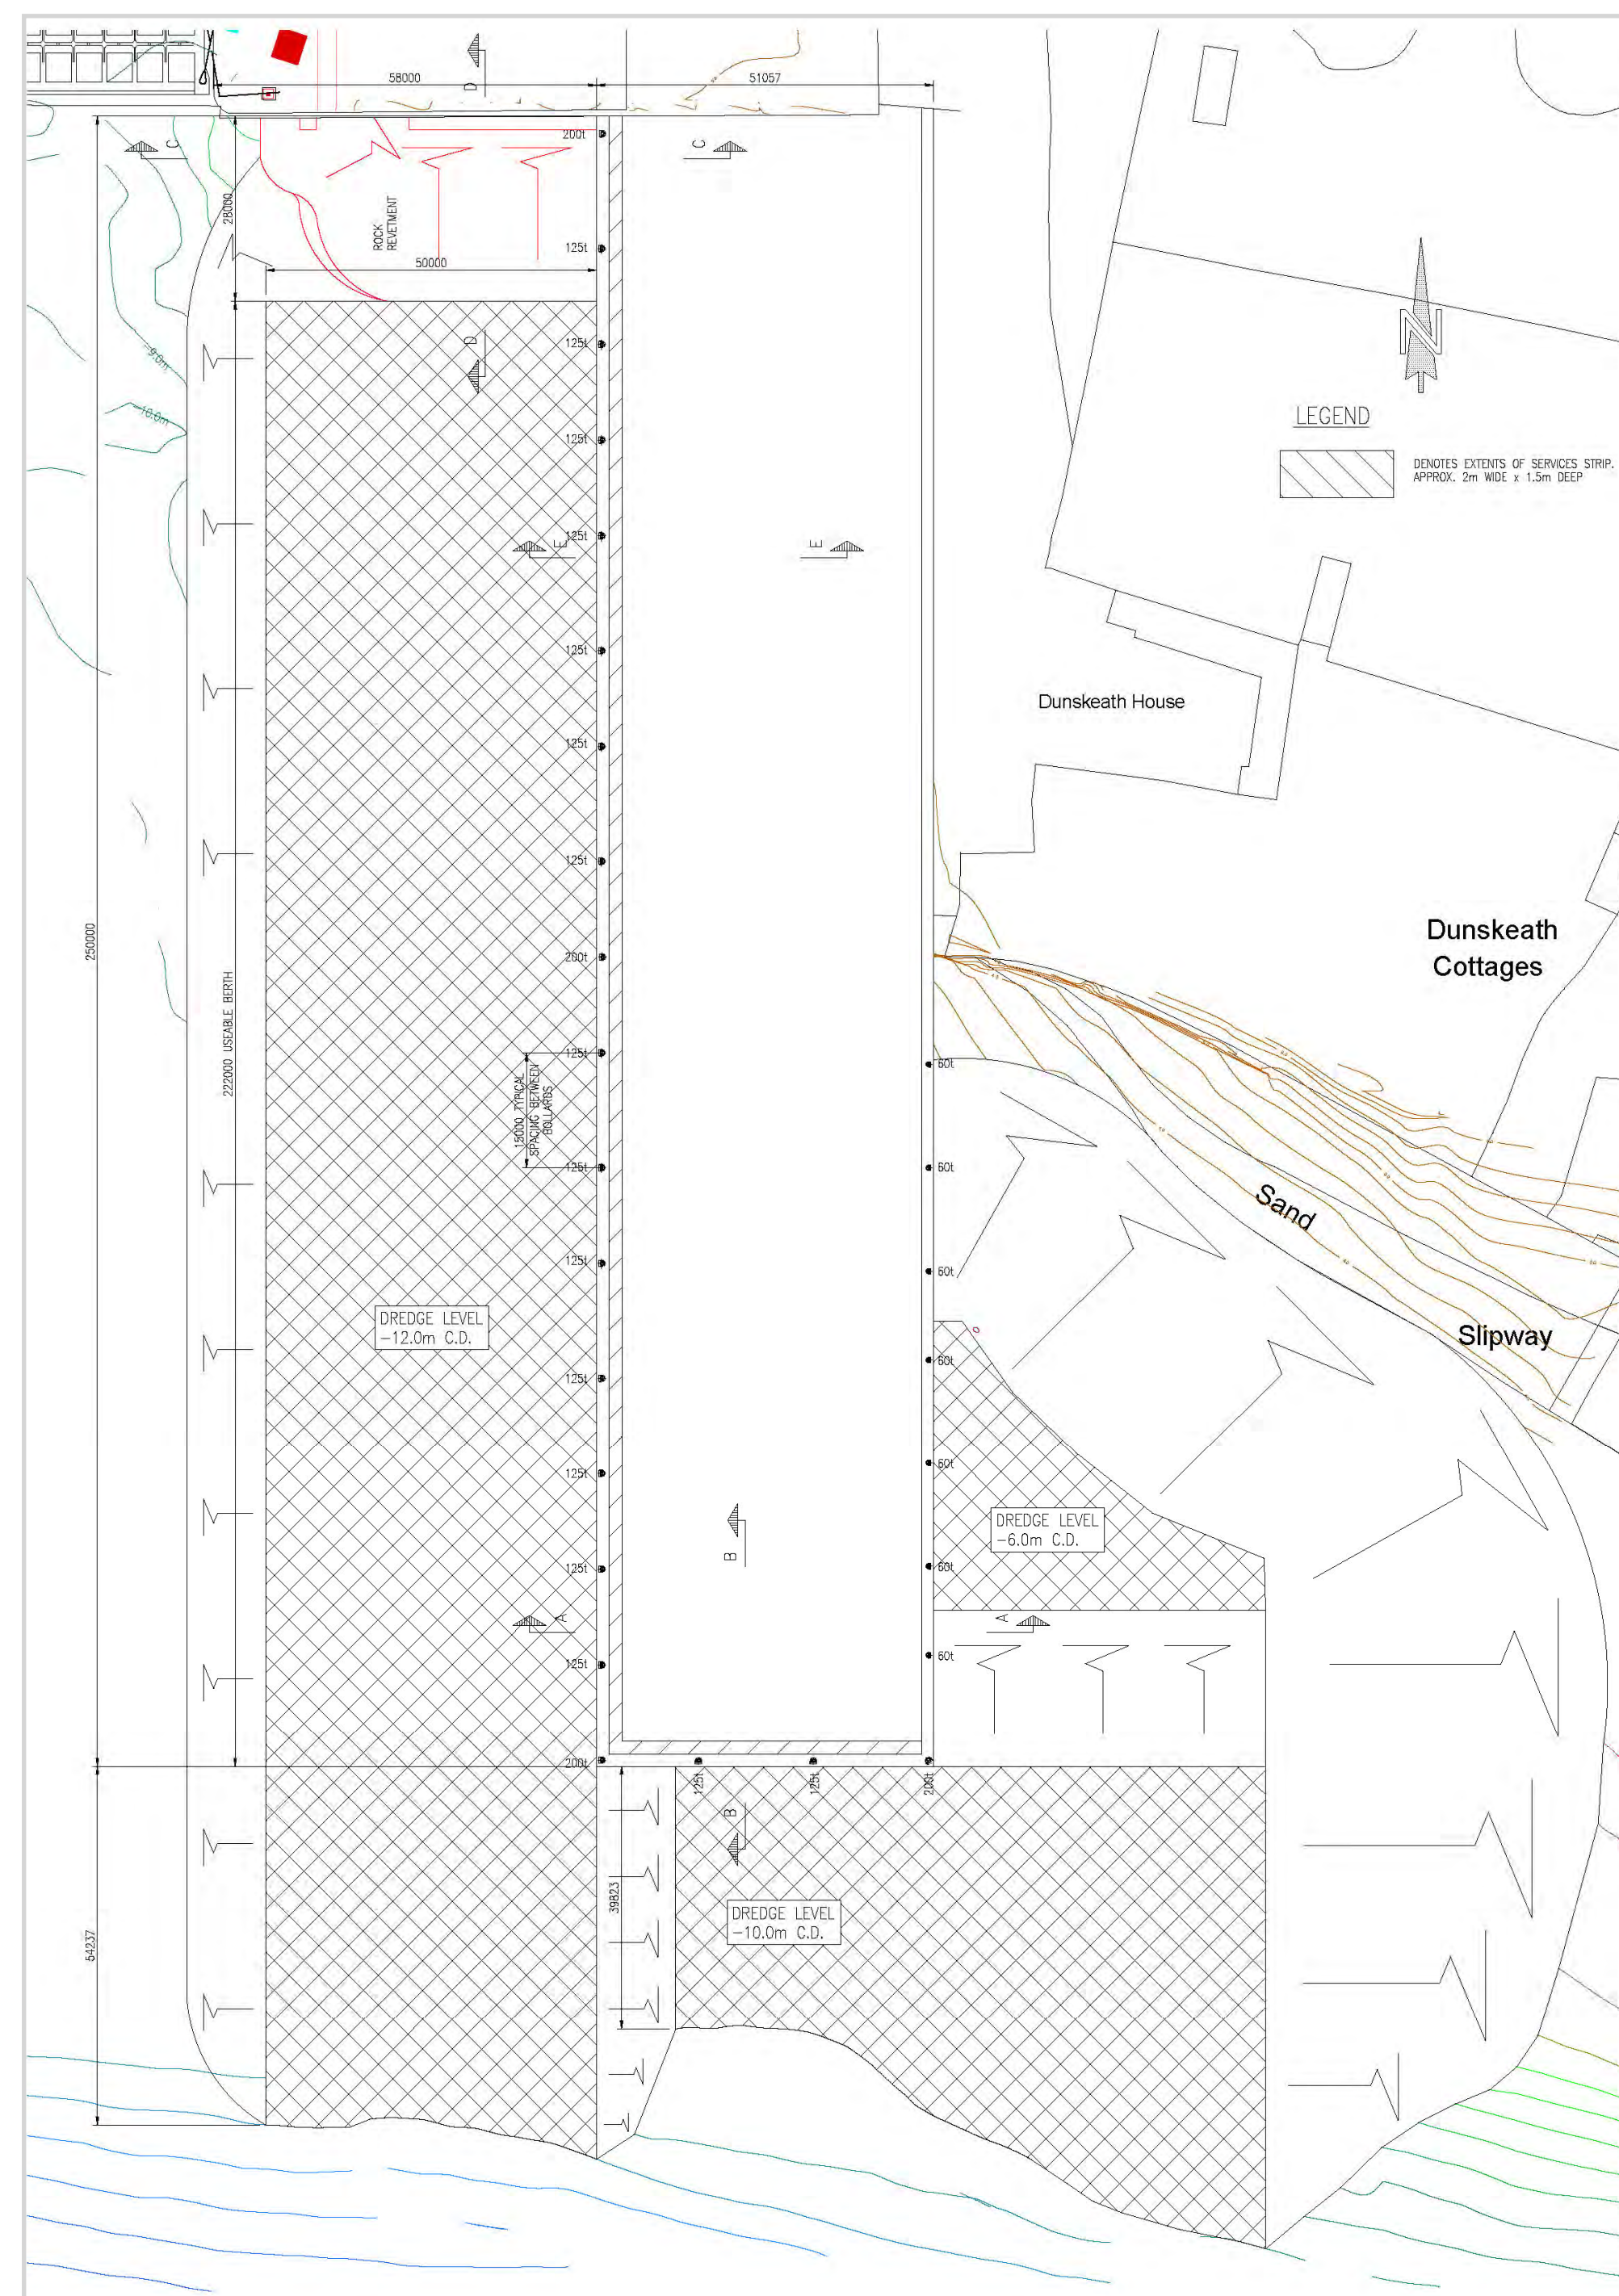 58000
51057
D
C
C
200t
28000
ROCK
REVETMENT
125t
50000
-9.0m
D
125t
N
-10.0m
LEGEND
125t
DENOTES EXTENTS OF SERVICES STRIP.
APPROX. 2m WIDE x 1.5m DEEP
E
125t
E
125t
Dunskeath House
125t
125t
Dunskeath
Cottages
250000
200t
222000 USEABLE BERTH
125t
60t
15000 TYPICAL
SPACING BETWEEN
BOLLARDS
125t
60t
Sand
125t
60t
DREDGE LEVEL
-12.0m C.D.
Slipway
60t
125t
125t
60t
DREDGE LEVEL
-6.0m C.D.
B
125t
60t
A
A
125t
60t
200t
125t
125t
200t
B
39823
DREDGE LEVEL
-10.0m C.D.
54237